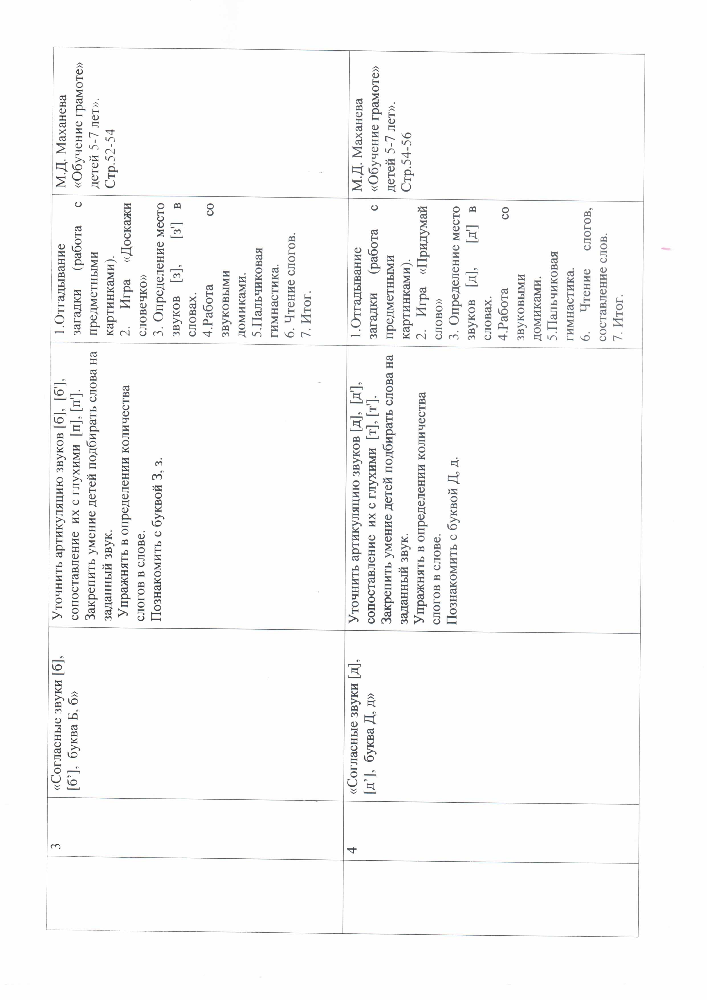 3
«Согласные звуки [б],
[б’], буква Б, б»
Уточнить артикуляцию звуков [б], [б'],
сопоставление их с глухими [п], [п'].
Закрепить умение детей подбирать слова на
заданный звук.
Упражнять в определении количества
слогов в слове.
Познакомить с буквой З, з.
1.Отгадывание
загадки (работа с
предметными
картинками).
2. Игра «Доскажи
словечко»
3. Определение место
звуков [з], [з'] в
словах.
4.Работа со
звуковыми
домиками.
5.Пальчиковая
гимнастика.
6. Чтение слогов.
7. Итог.
М.Д. Маханева
«Обучение грамоте»
детей 5-7 лет».
Стр.52-54
4
«Согласные звуки [д],
[д’], буква Д, д»
Уточнить артикуляцию звуков [д], [д'],
сопоставление их с глухими [т], [т'].
Закрепить умение детей подбирать слова на
заданный звук.
Упражнять в определении количества
слогов в слове.
Познакомить с буквой Д, д.
1.Отгадывание
загадки (работа с
предметными
картинками).
2. Игра «Придумай
слово»
3. Определение место
звуков [д], [д'] в
словах.
4.Работа со
звуковыми
домиками.
5.Пальчиковая
гимнастика.
6. Чтение слогов,
составление слов.
7. Итог.
М.Д. Маханева
«Обучение грамоте»
детей 5-7 лет».
Стр.54-56